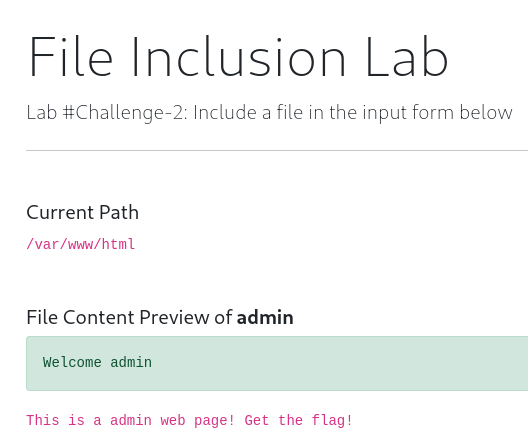 File Inclusion Lab
Lab #Challenge-2: Include a file in the input form below
Current Path
/var/www/html
File Content Preview of admin
Welcome admin
This is a admin web page! Get the flag!